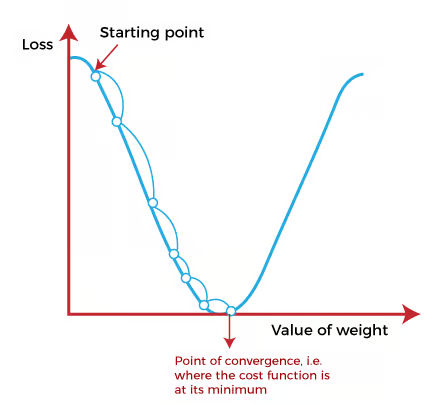 Starting point
Loss
Value of weight
Point of convergence, i.e.
where the cost function is
at its minimum